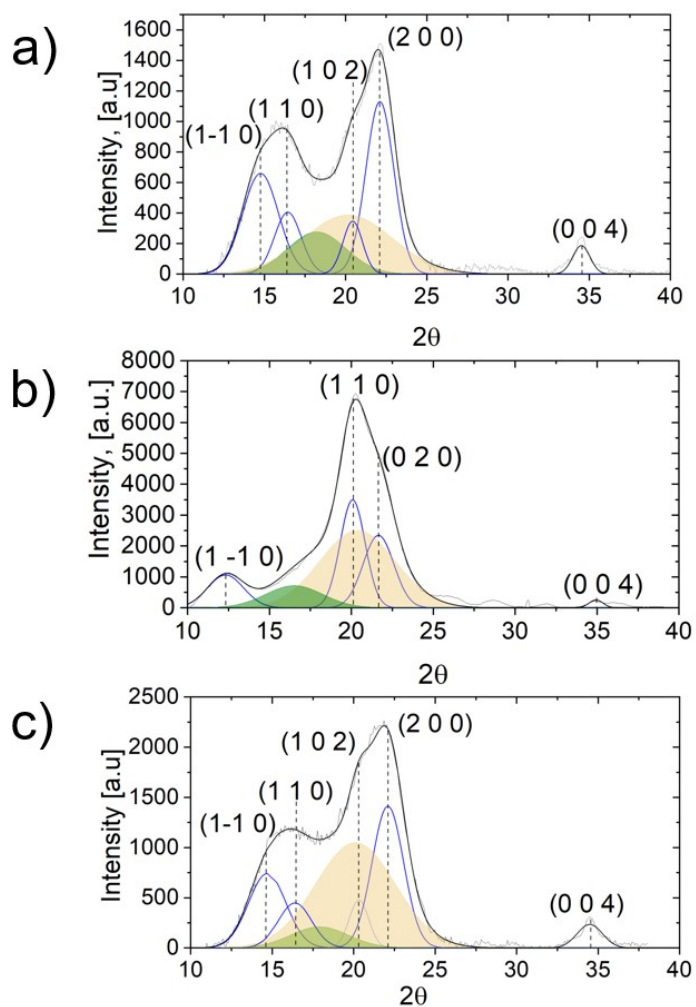 a)
Intensity, [a.u]
1600
1400
1200
1000
800
600
400
200
0
(1-1 0)
(1 1 0)
(1 0 2)
(2 0 0)
(0 0 4)
10 15 20 25 30 35 40
2θ
b)
Intensity, [a.u.]
8000
7000
6000
5000
4000
3000
2000
1000
0
(1 -1 0)
(1 1 0)
(0 2 0)
(0 0 4)
10 15 20 25 30 35 40
2θ
c)
Intensity [a.u]
2500
2000
1500
1000
500
0
(1-1 0)
(1 1 0)
(1 0 2)
(2 0 0)
(0 0 4)
10 15 20 25 30 35 40
2θ